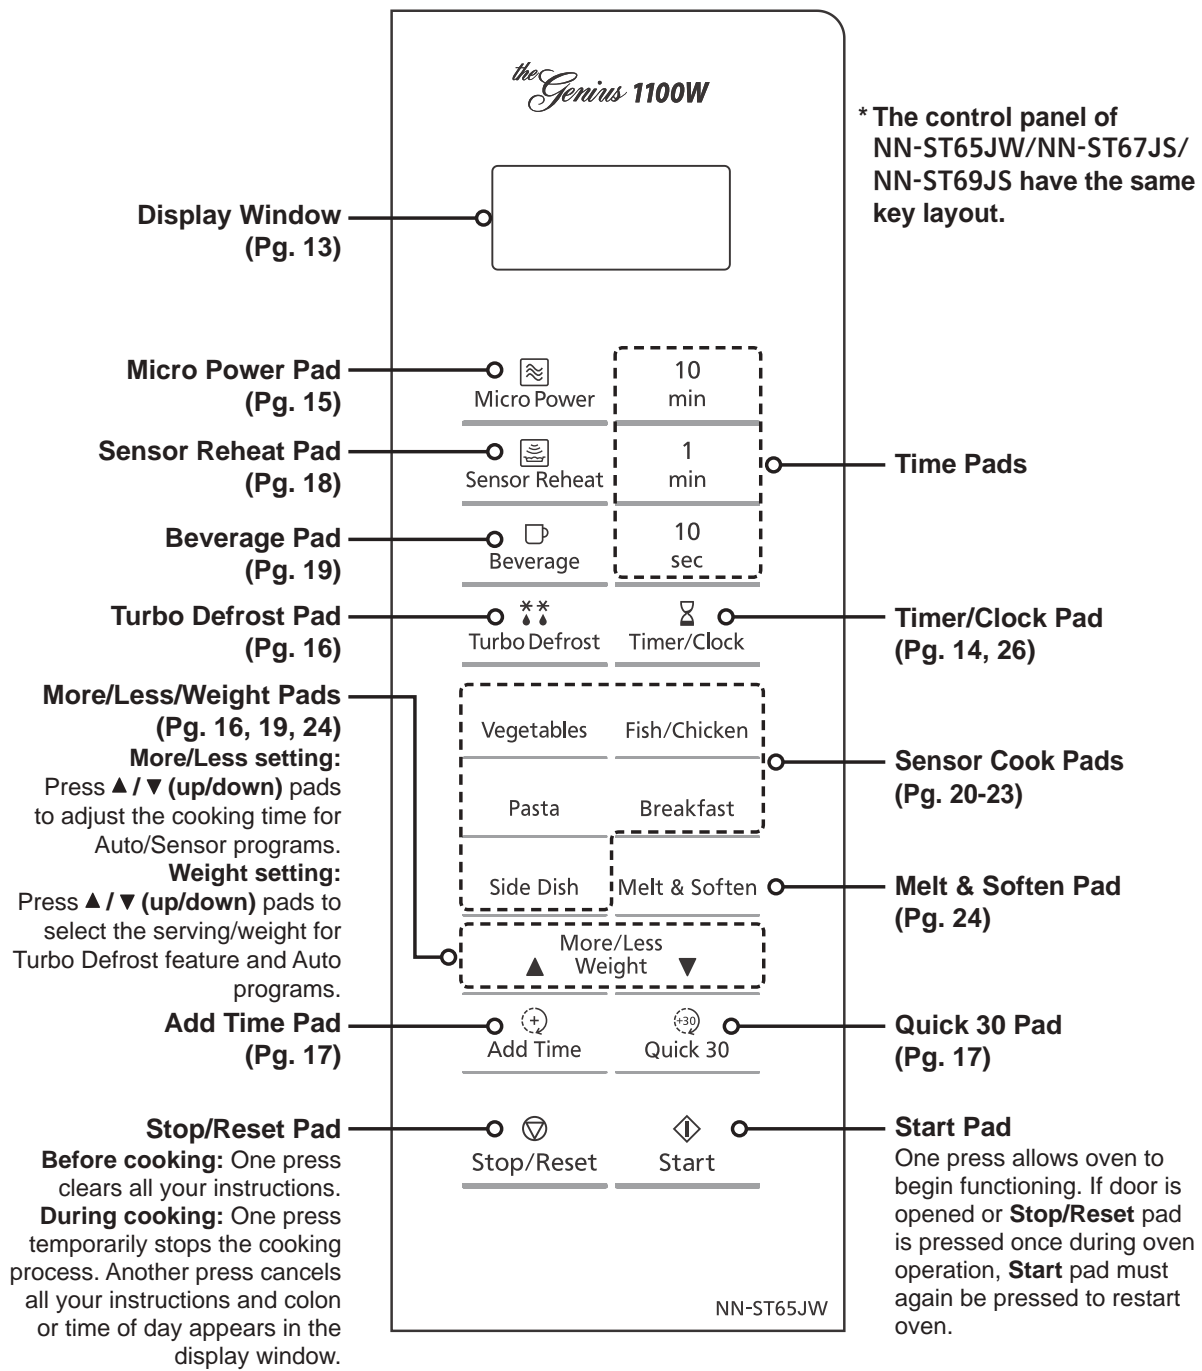 the Genius 1100W
* The control panel of
NN-ST65JW/NN-ST67JS/
NN-ST69JS have the same
key layout.
Display Window
(Pg. 13)
Micro Power Pad
(Pg. 15)
Micro Power
10
min
Sensor Reheat Pad
(Pg. 18)
Sensor Reheat
1
min
Time Pads
Beverage Pad
(Pg. 19)
Beverage
10
sec
Turbo Defrost Pad
(Pg. 16)
Turbo Defrost
Timer/Clock
Timer/Clock Pad
(Pg. 14, 26)
More/Less/Weight Pads
(Pg. 16, 19, 24)
More/Less setting:
Press ▲/▼ (up/down) pads
to adjust the cooking time for
Auto/Sensor programs.
Weight setting:
Press ▲/▼ (up/down) pads to
select the serving/weight for
Turbo Defrost feature and Auto
programs.
Vegetables
Fish/Chicken
Pasta
Breakfast
Side Dish
Melt & Soften
Sensor Cook Pads
(Pg. 20-23)
Melt & Soften Pad
(Pg. 24)
More/Less
▲ Weight ▼
Add Time Pad
(Pg. 17)
+
Add Time
+30
Quick 30
Quick 30 Pad
(Pg. 17)
Stop/Reset Pad
Before cooking: One press
clears all your instructions.
During cooking: One press
temporarily stops the cooking
process. Another press cancels
all your instructions and colon
or time of day appears in the
display window.
Stop/Reset
Start
Start Pad
One press allows oven to
begin functioning. If door is
opened or Stop/Reset pad
is pressed once during oven
operation, Start pad must
again be pressed to restart
oven.
NN-ST65JW